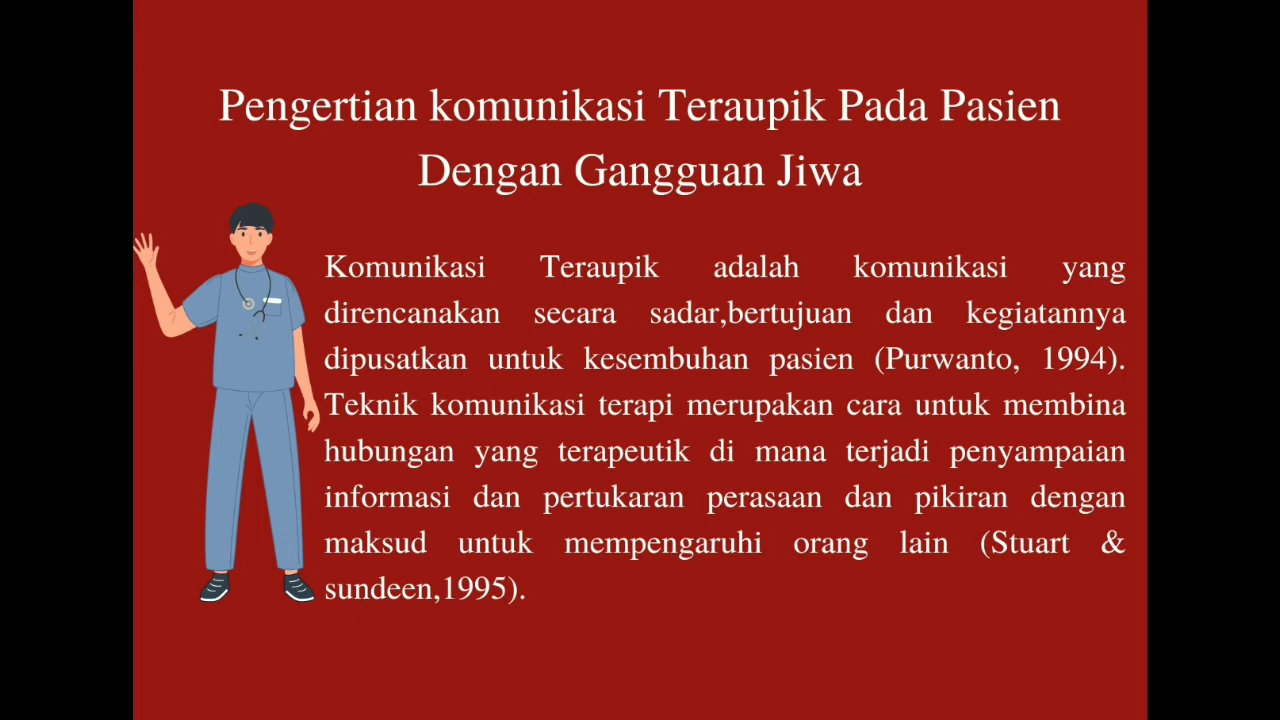 Pengertian komunikasi Teraupik Pada Pasien
Dengan Gangguan Jiwa
Komunikasi Teraupik adalah komunikasi yang
direncanakan secara sadar,bertujuan dan kegiatannya
dipusatkan untuk kesembuhan pasien (Purwanto, 1994).
Teknik komunikasi terapi merupakan cara untuk membina
hubungan yang terapeutik di mana terjadi penyampaian
informasi dan pertukaran perasaan dan pikiran dengan
maksud untuk mempengaruhi orang lain (Stuart &
sundeen,1995).